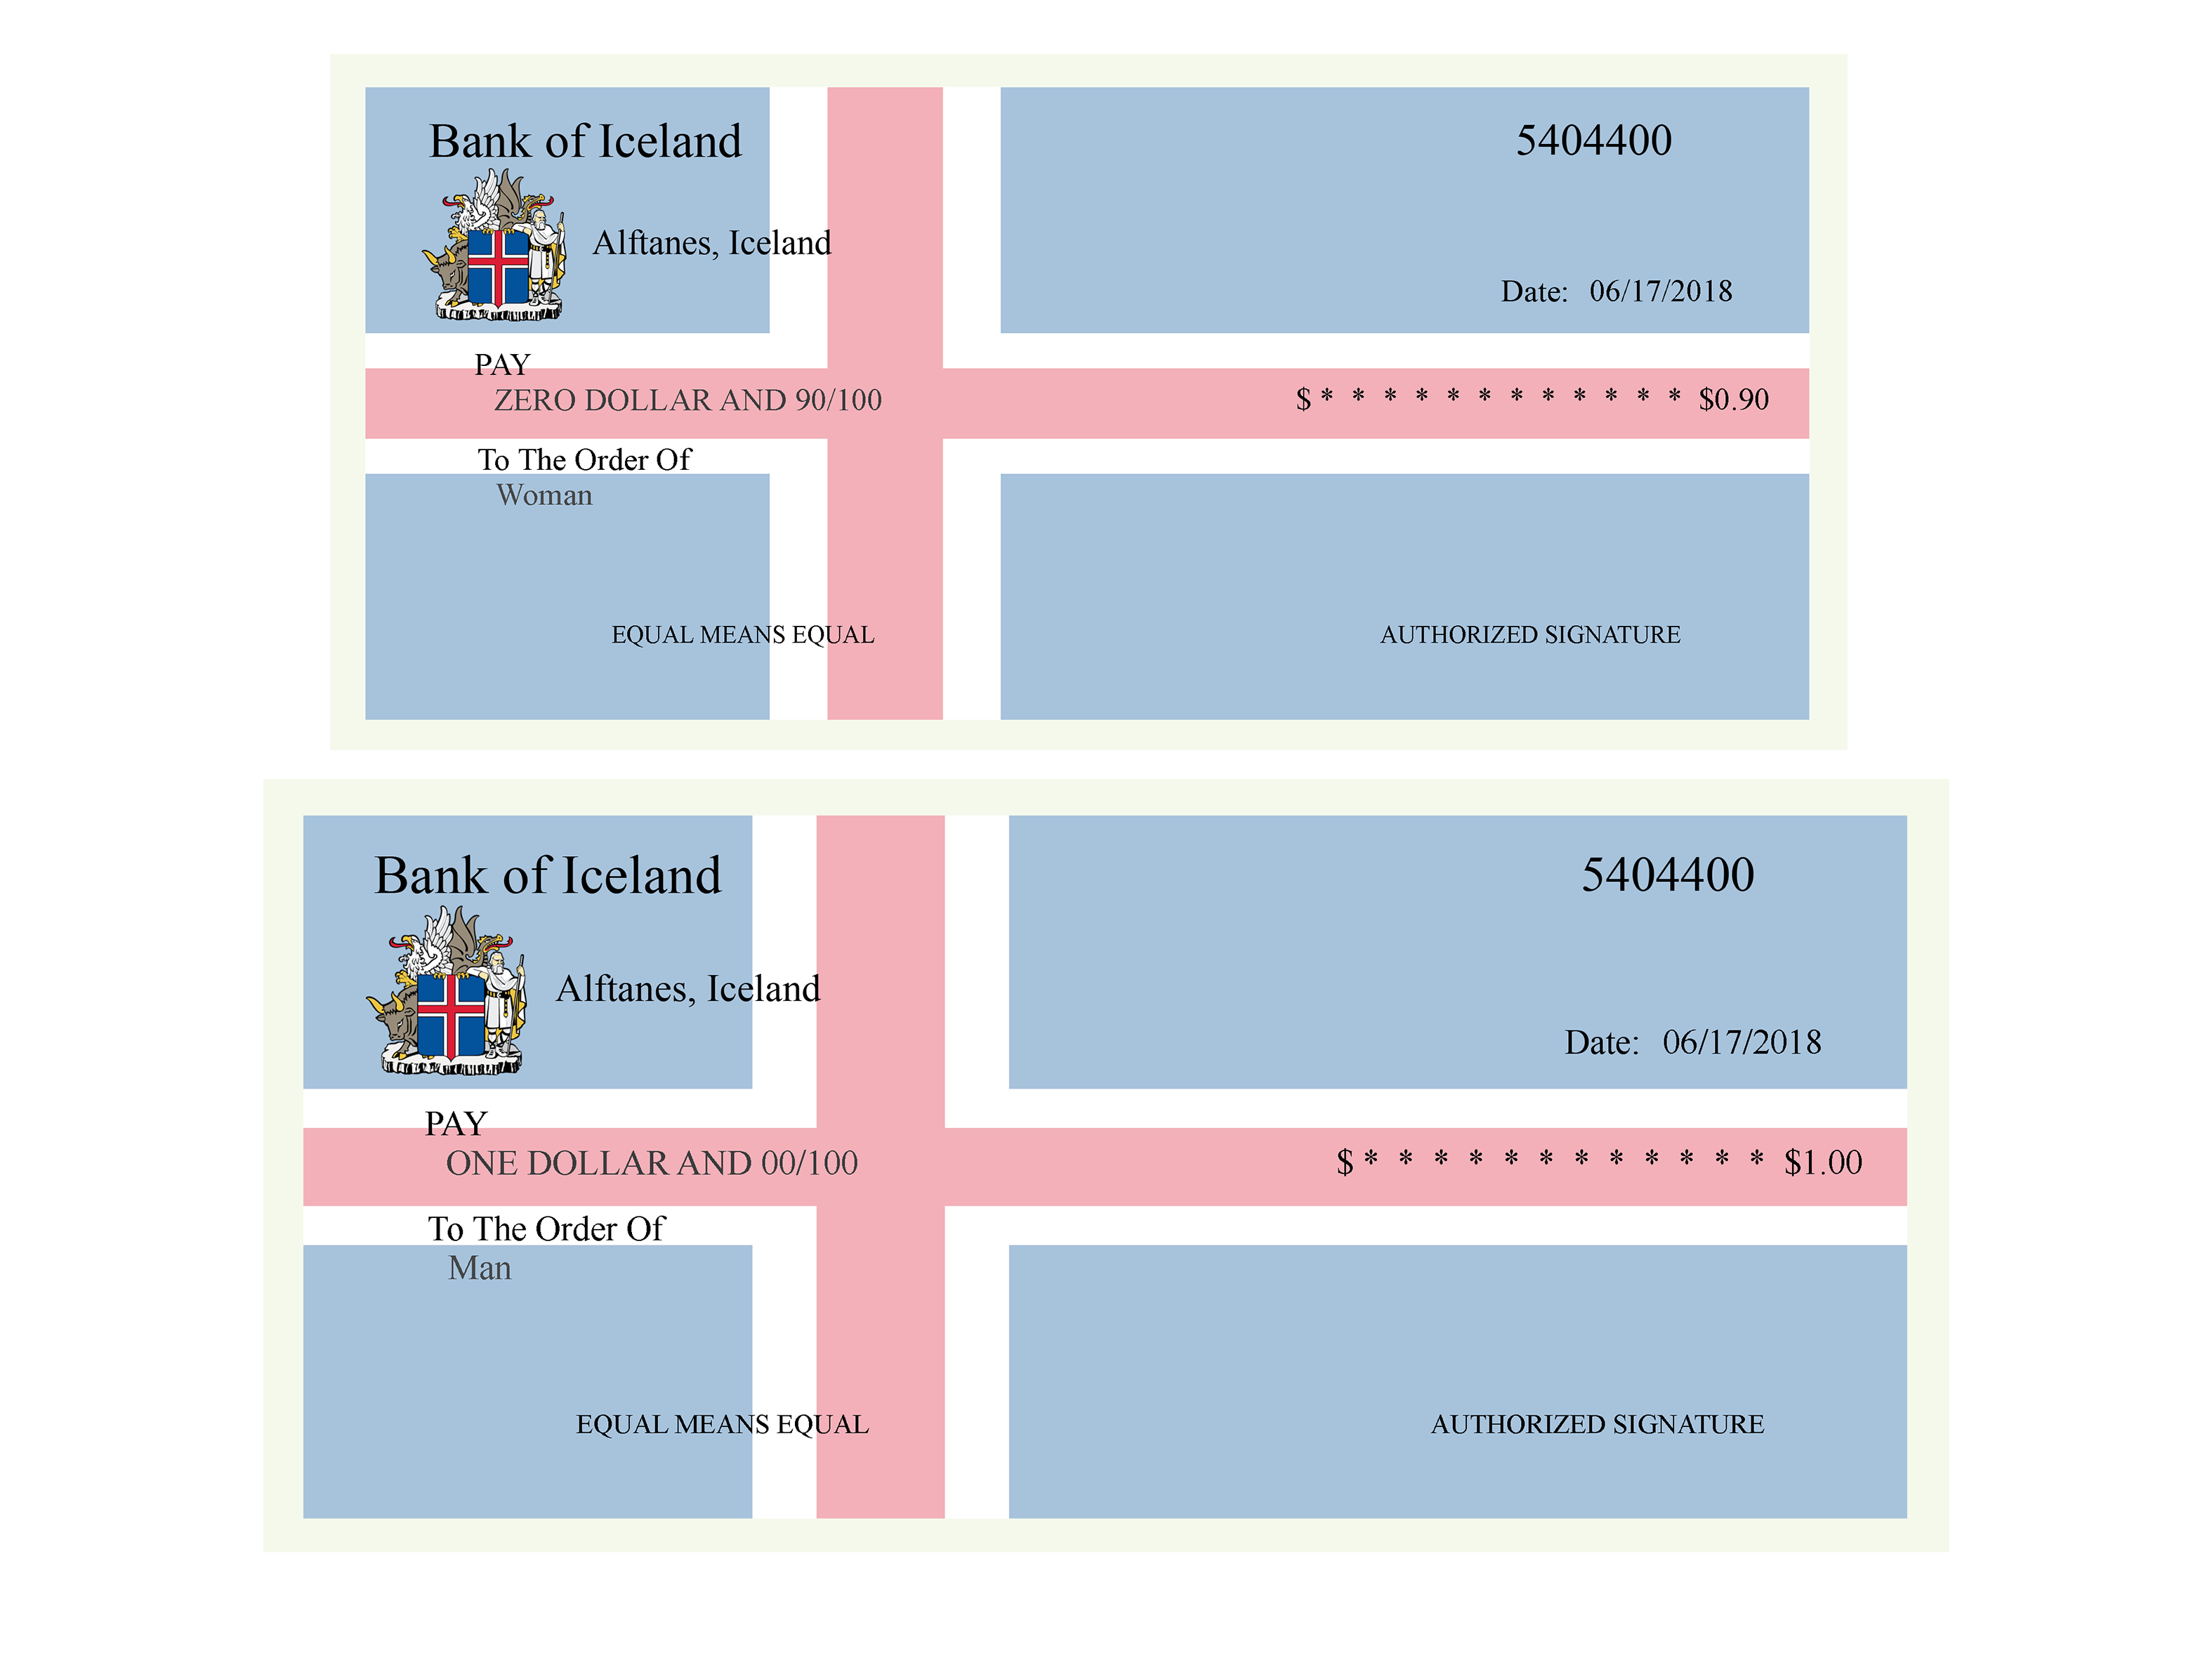 Bank of Iceland
5404400
Alftanes, Iceland
Date: 06/17/2018
PAY
ZERO DOLLAR AND 90/100 $ * * * * * * * * * * * * $0.90
To The Order Of
Woman
EQUAL MEANS EQUAL AUTHORIZED SIGNATURE
Bank of Iceland
5404400
Alftanes, Iceland
Date: 06/17/2018
PAY
ONE DOLLAR AND 00/100 $ * * * * * * * * * * * * $1.00
To The Order Of
Man
EQUAL MEANS EQUAL AUTHORIZED SIGNATURE